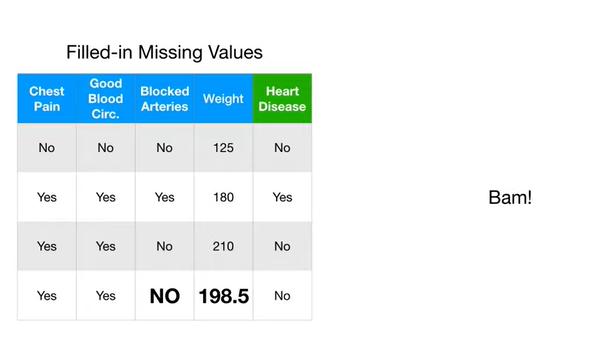 Filled-in Missing Values
Chest Pain Good Blood Circ. Blocked Arteries Weight Heart Disease
No No No 125 No
Yes Yes Yes 180 Yes
Yes Yes No 210 No
Yes Yes NO 198.5 No
Bam!